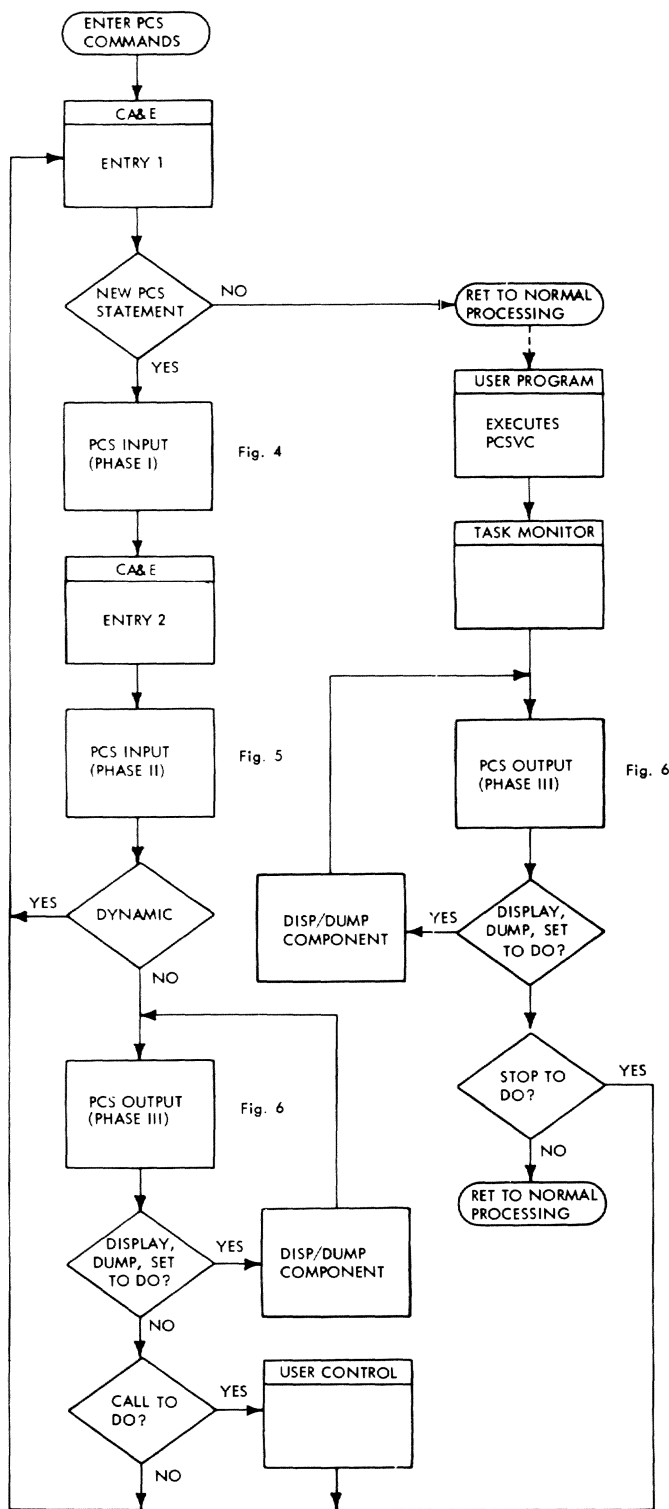 ENTER PCS
COMMANDS
CA&E
ENTRY 1
NEW PCS
STATEMENT
NO
YES
PCS INPUT
(PHASE I)
Fig. 4
CA&E
ENTRY 2
PCS INPUT
(PHASE II)
Fig. 5
YES
DYNAMIC
NO
PCS OUTPUT
(PHASE III)
Fig. 6
DISPLAY,
DUMP, SET
TO DO?
YES
DISP/DUMP
COMPONENT
NO
CALL TO
DO?
YES
USER CONTROL
NO
RET TO NORMAL
PROCESSING
USER PROGRAM
EXECUTES
PCSVC
TASK MONITOR
PCS OUTPUT
(PHASE III)
Fig. 6
DISPLAY,
DUMP, SET
TO DO?
YES
DISP/DUMP
COMPONENT
STOP TO
DO?
YES
NO
RET TO NORMAL
PROCESSING